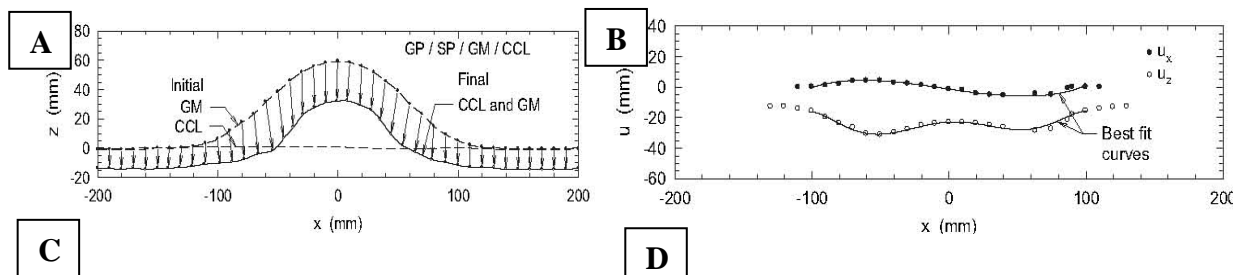 A
80
60
40
20
0
-20
z (mm)
GP / SP / GM / CCL
Initial
GM
CCL
Final
CCL and GM
-200
-100
0
100
200
x (mm)
B
40
20
0
-20
-40
-60
u (mm)
u_x
u_z
Best fit
curves
-200
-100
0
100
200
x (mm)
C
D